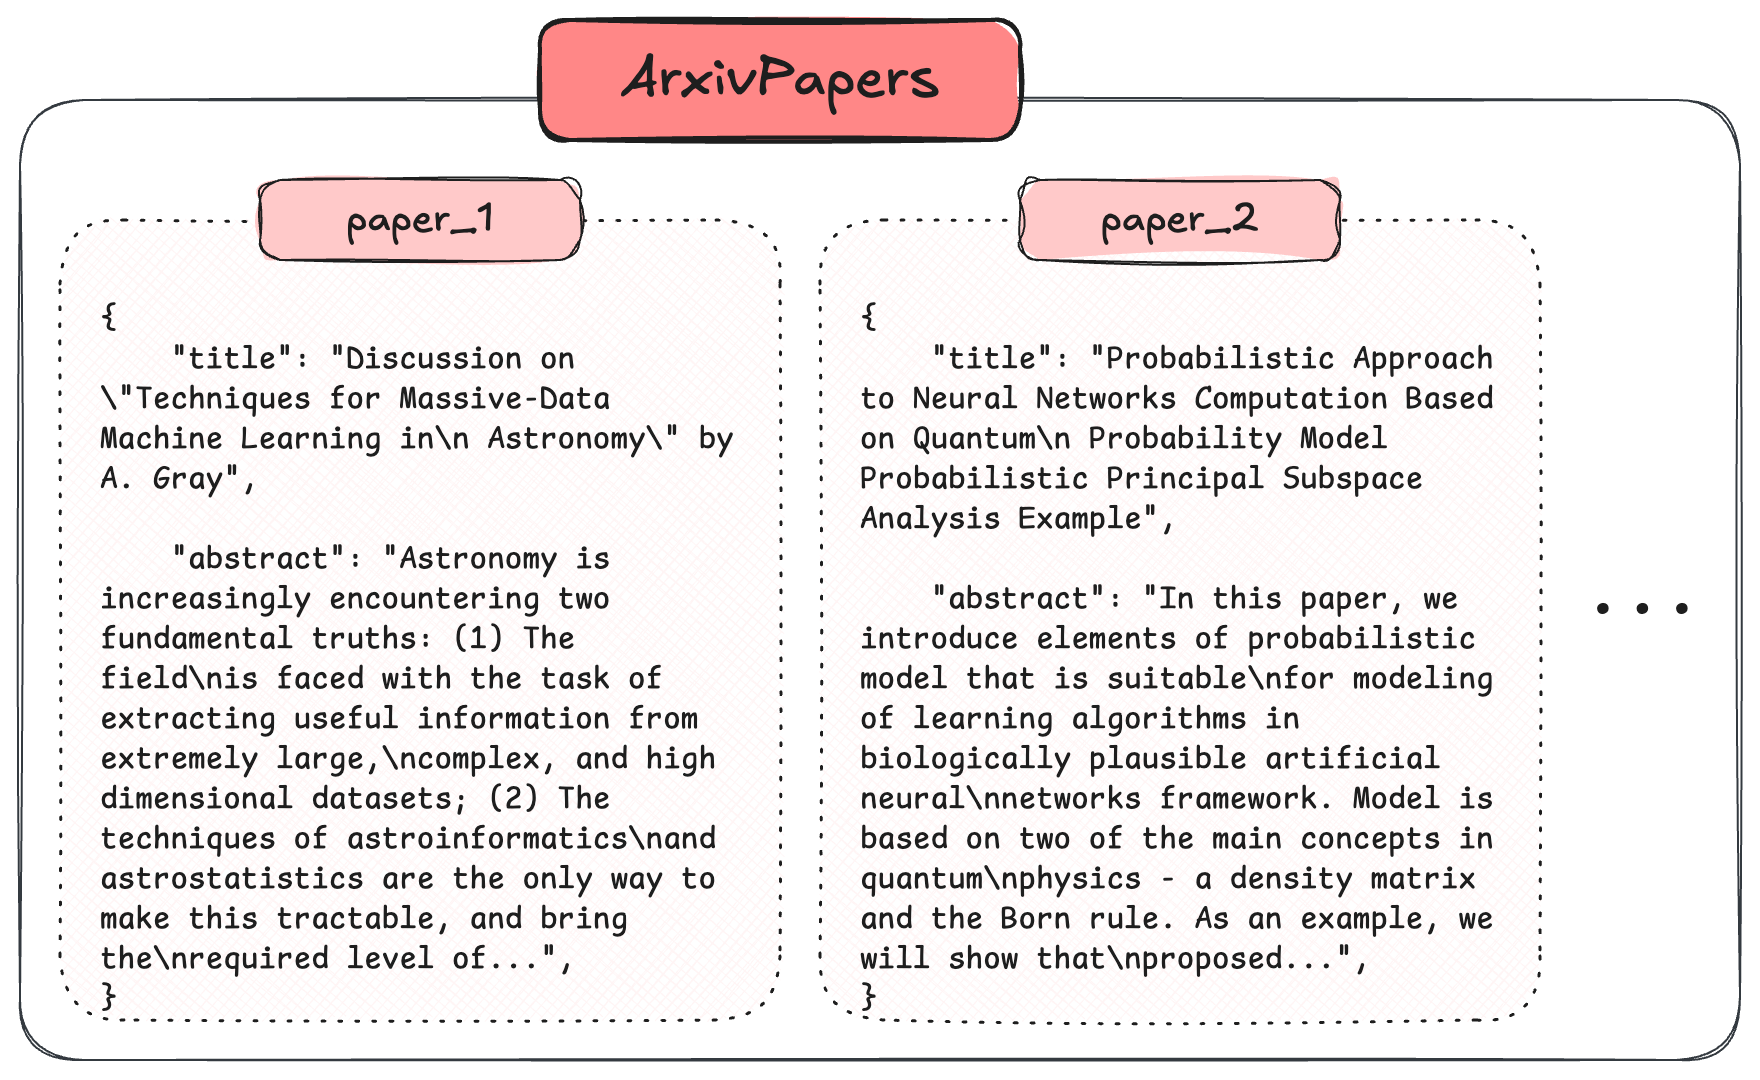 ArxivPapers
paper_1
{
"title": "Discussion on
\"Techniques for Massive-Data
Machine Learning in\n Astronomy\" by
A. Gray",
"abstract": "Astronomy is
increasingly encountering two
fundamental truths: (1) The
field\nis faced with the task of
extracting useful information from
extremely large,\ncomplex, and high
dimensional datasets; (2) The
techniques of astroinformatics\nand
astrostatistics are the only way to
make this tractable, and bring
the\nrequired level of...",
}
paper_2
{
"title": "Probabilistic Approach
to Neural Networks Computation Based
on Quantum\n Probability Model
Probabilistic Principal Subspace
Analysis Example",
"abstract": "In this paper, we
introduce elements of probabilistic
model that is suitable\nfor modeling
of learning algorithms in
biologically plausible artificial
neural\nnetworks framework. Model is
based on two of the main concepts in
quantum\nphysics - a density matrix
and the Born rule. As an example, we
will show that\nproposed...",
}
...